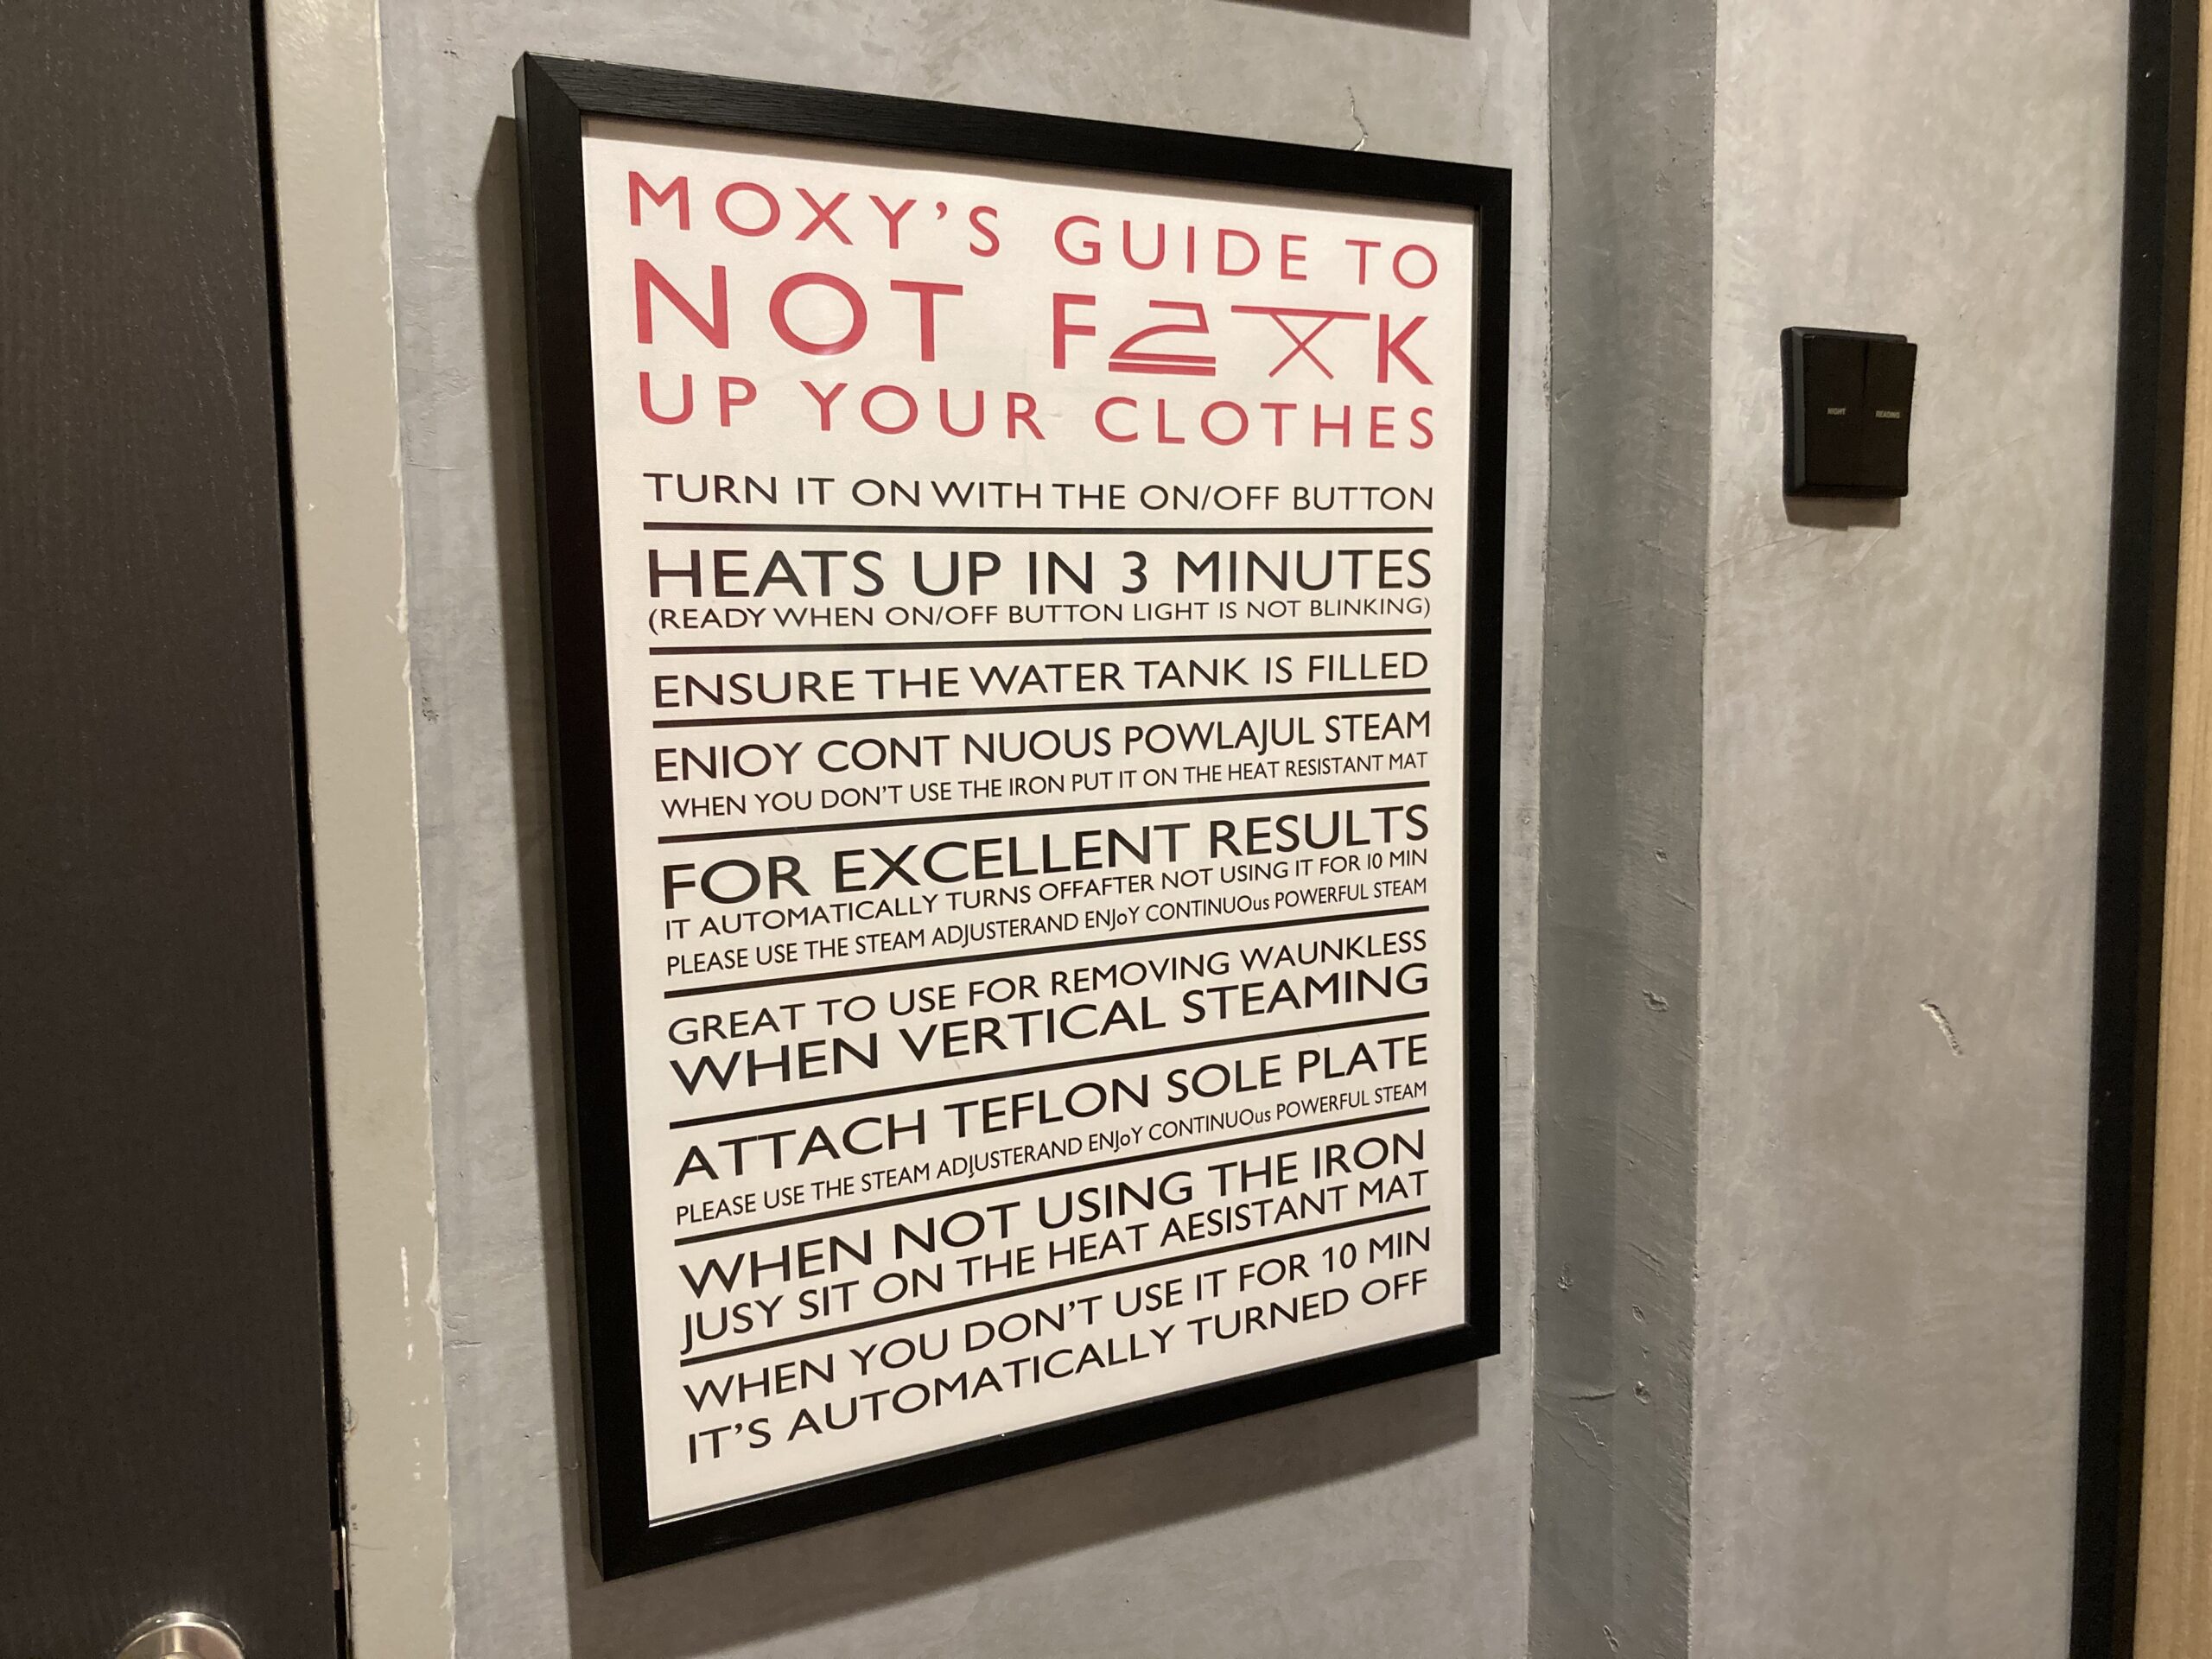 MOXY'S GUIDE TO
NOT F K
UP YOUR CLOTHES
TURN IT ON WITH THE ON/OFF BUTTON
HEATS UP IN 3 MINUTES
(READY WHEN ON/OFF BUTTON LIGHT IS NOT BLINKING)
ENSURE THE WATER TANK IS FILLED
ENIOY CONT NUOUS POWLAJUL STEAM
WHEN YOU DON'T USE THE IRON PUT IT ON THE HEAT RESISTANT MAT
FOR EXCELLENT RESULTS
IT AUTOMATICALLY TURNS OFFAFTER NOT USING IT FOR 10 MIN
PLEASE USE THE STEAM ADJUSTERAND ENJoY CONTINUOus POWERFUL STEAM
GREAT TO USE FOR REMOVING WAUNKLESS
WHEN VERTICAL STEAMING
ATTACH TEFLON SOLE PLATE
PLEASE USE THE STEAM ADJUSTERAND ENJoY CONTINUOus POWERFUL STEAM
WHEN NOT USING THE IRON
JUSY SIT ON THE HEAT AESISTANT MAT
WHEN YOU DON'T USE IT FOR 10 MIN
IT'S AUTOMATICALLY TURNED OFF
NIGHT READING